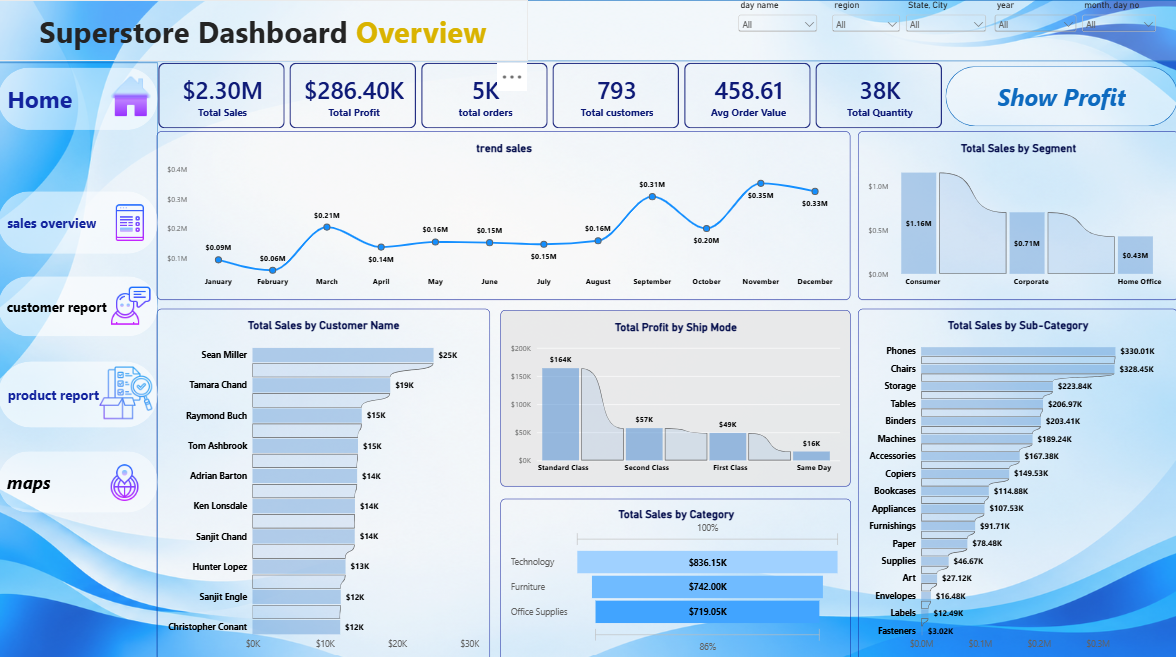 Superstore Dashboard Overview
day name
All
region
All
State, City
All
year
All
month, day no
All
Home
sales overview
customer report
product report
maps
$2.30M
Total Sales
$286.40K
Total Profit
5K
total orders
793
Total customers
458.61
Avg Order Value
38K
Total Quantity
Show Profit
trend sales
$0.4M
$0.3M
$0.2M
$0.1M
$0.09M
$0.06M
$0.21M
$0.14M
$0.16M
$0.15M
$0.15M
$0.16M
$0.31M
$0.20M
$0.35M
$0.33M
January February March April May June July August September October November December
Total Sales by Segment
$1.0M
$0.5M
$0.0M
$1.16M
$0.71M
$0.43M
Consumer Corporate Home Office
Total Sales by Customer Name
Sean Miller $25K
Tamara Chand $19K
Raymond Buch $15K
Tom Ashbrook $15K
Adrian Barton $14K
Ken Lonsdale $14K
Sanjit Chand $14K
Hunter Lopez $13K
Sanjit Engle $12K
Christopher Conant $12K
$0K $10K $20K $30K
Total Profit by Ship Mode
$200K
$150K
$100K
$50K
$0K
$164K
$57K
$49K
$16K
Standard Class Second Class First Class Same Day
Total Sales by Category
100%
Technology $836.15K
Furniture $742.00K
Office Supplies $719.05K
86%
Total Sales by Sub-Category
Phones $330.01K
Chairs $328.45K
Storage $223.84K
Tables $206.97K
Binders $203.41K
Machines $189.24K
Accessories $167.38K
Copiers $149.53K
Bookcases $114.88K
Appliances $107.53K
Furnishings $91.71K
Paper $78.48K
Supplies $46.67K
Art $27.12K
Envelopes $16.48K
Labels $12.49K
Fasteners $3.02K
$0.0M $0.1M $0.2M $0.3M